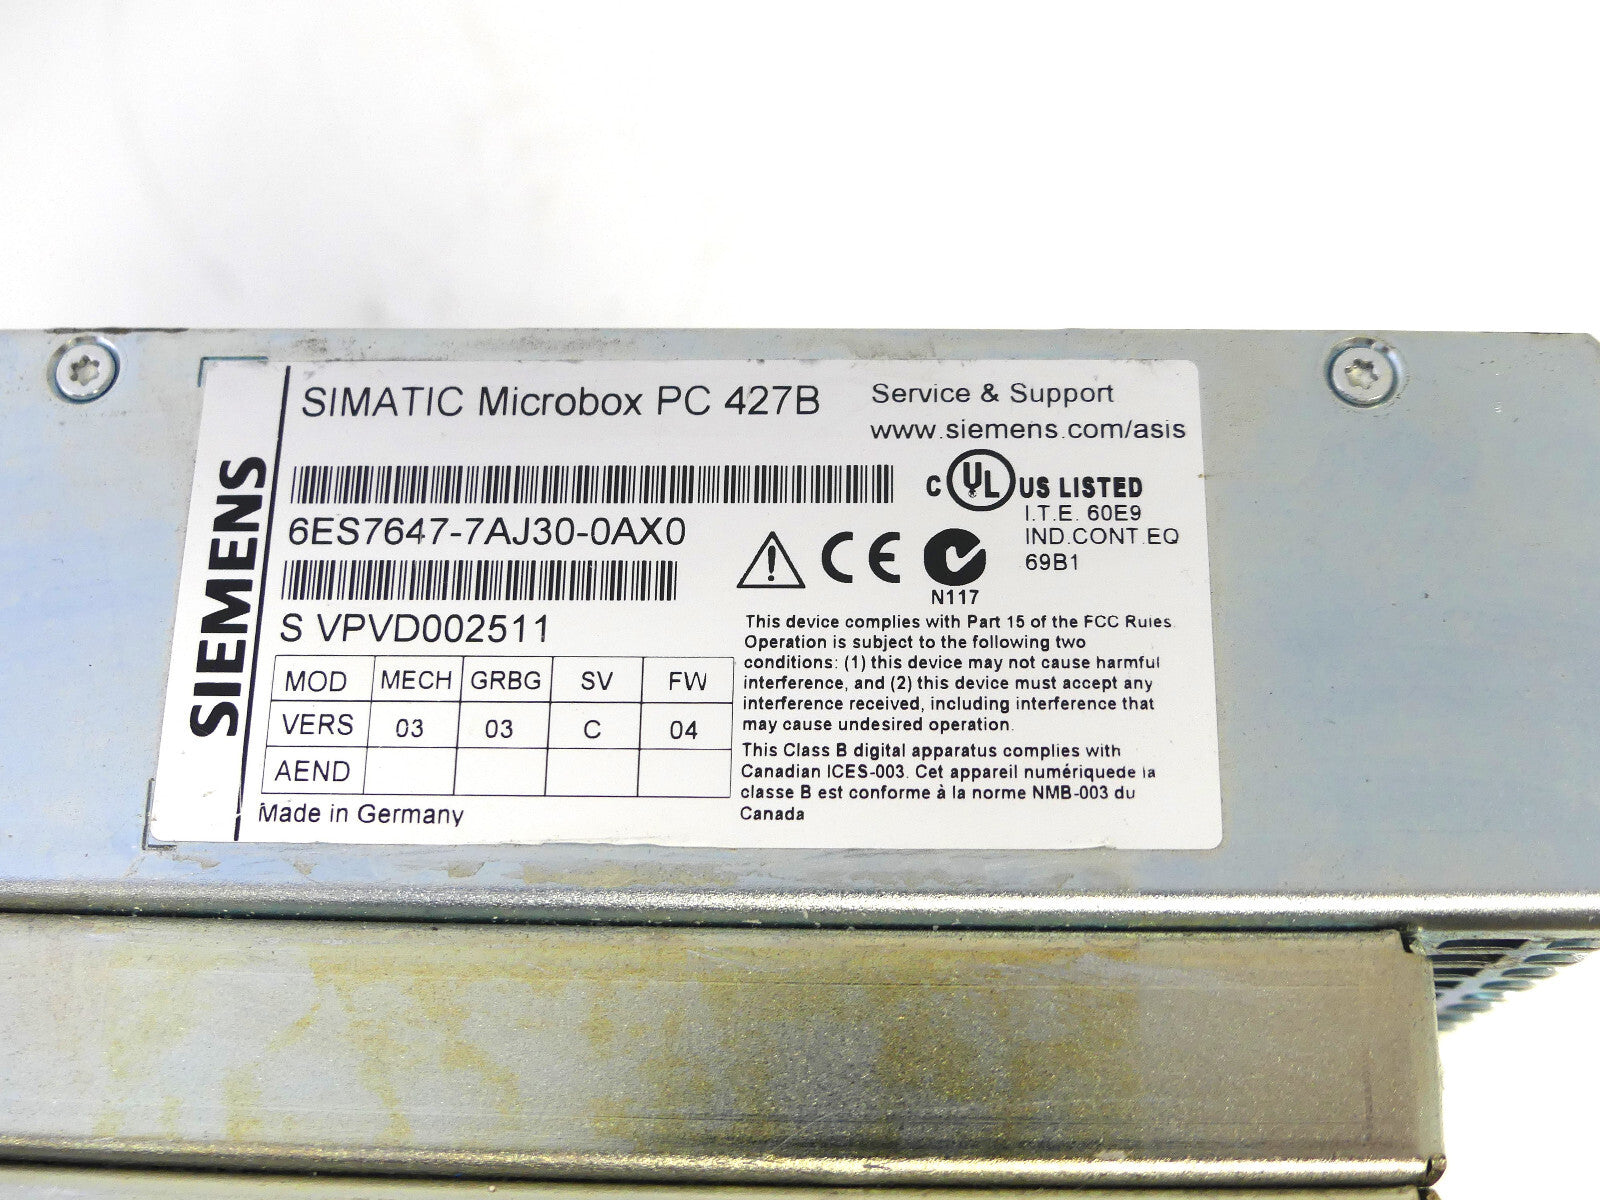 SIEMENS
SIMATIC Microbox PC 427B
Service & Support
www.siemens.com/asis
6ES7647-7AJ30-0AX0
S VPVD002511
C UL US LISTED
I.T.E. 60E9
IND.CONT.EQ
69B1
CE
N117
MOD MECH GRBG SV FW
VERS 03 03 C 04
AEND
Made in Germany
This device complies with Part 15 of the FCC Rules.
Operation is subject to the following two
conditions: (1) this device may not cause harmful
interference, and (2) this device must accept any
interference received, including interference that
may cause undesired operation.
This Class B digital apparatus complies with
Canadian ICES-003. Cet appareil numériquede la
classe B est conforme à la norme NMB-003 du
Canada